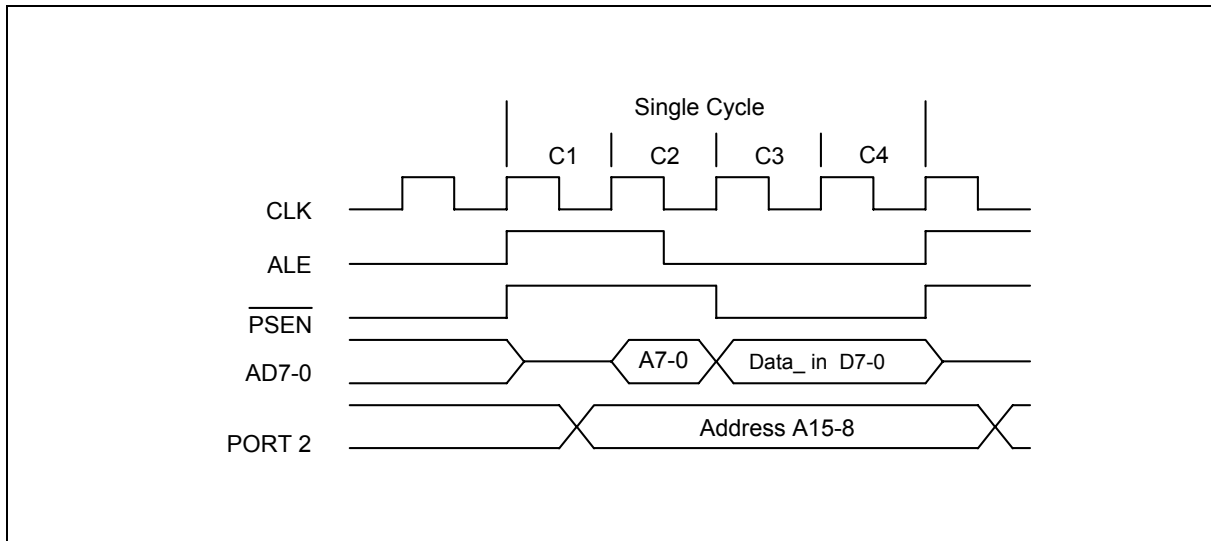 Single Cycle
C1 C2 C3 C4
CLK
ALE
PSEN
AD7-0 A7-0 Data_ in D7-0
PORT 2 Address A15-8